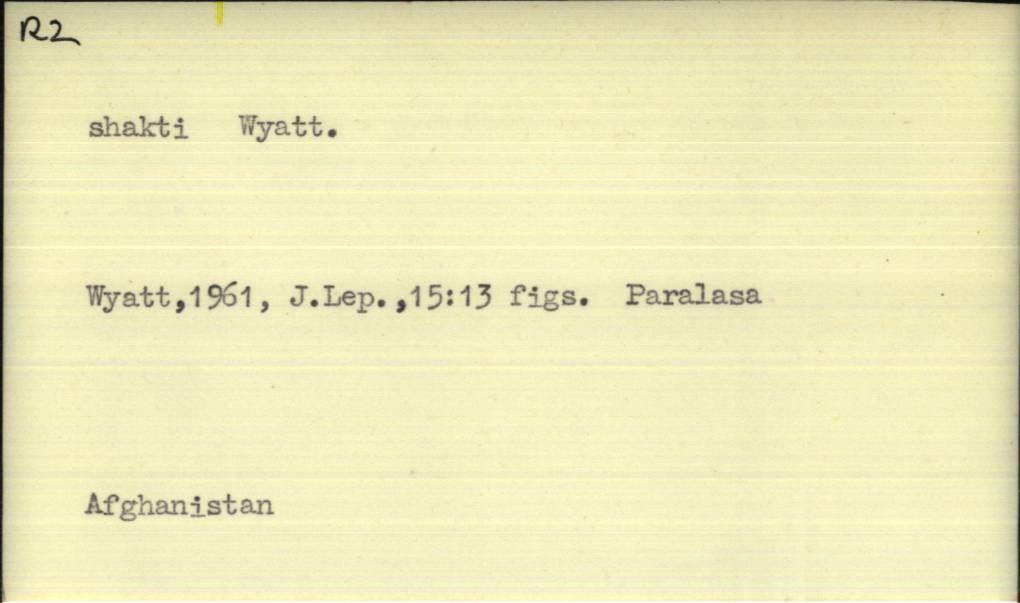 R2
shakti Wyatt.
Wyatt,1961, J.Lep.,15:13 figs. Paralasa
Afghanistan